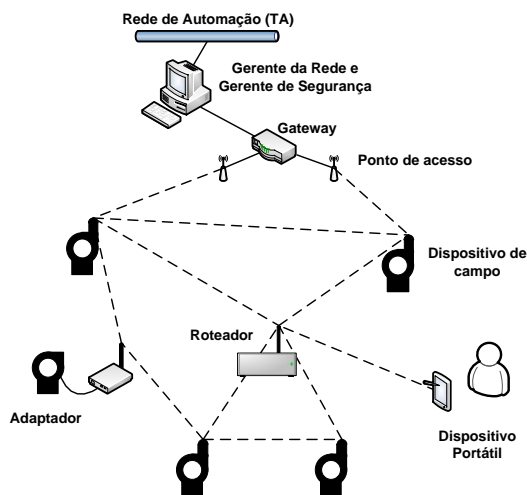 Rede de Automação (TA)
Gerente da Rede e
Gerente de Segurança
Gateway
Ponto de acesso
Dispositivo de
campo
Roteador
Adaptador
Dispositivo
Portátil